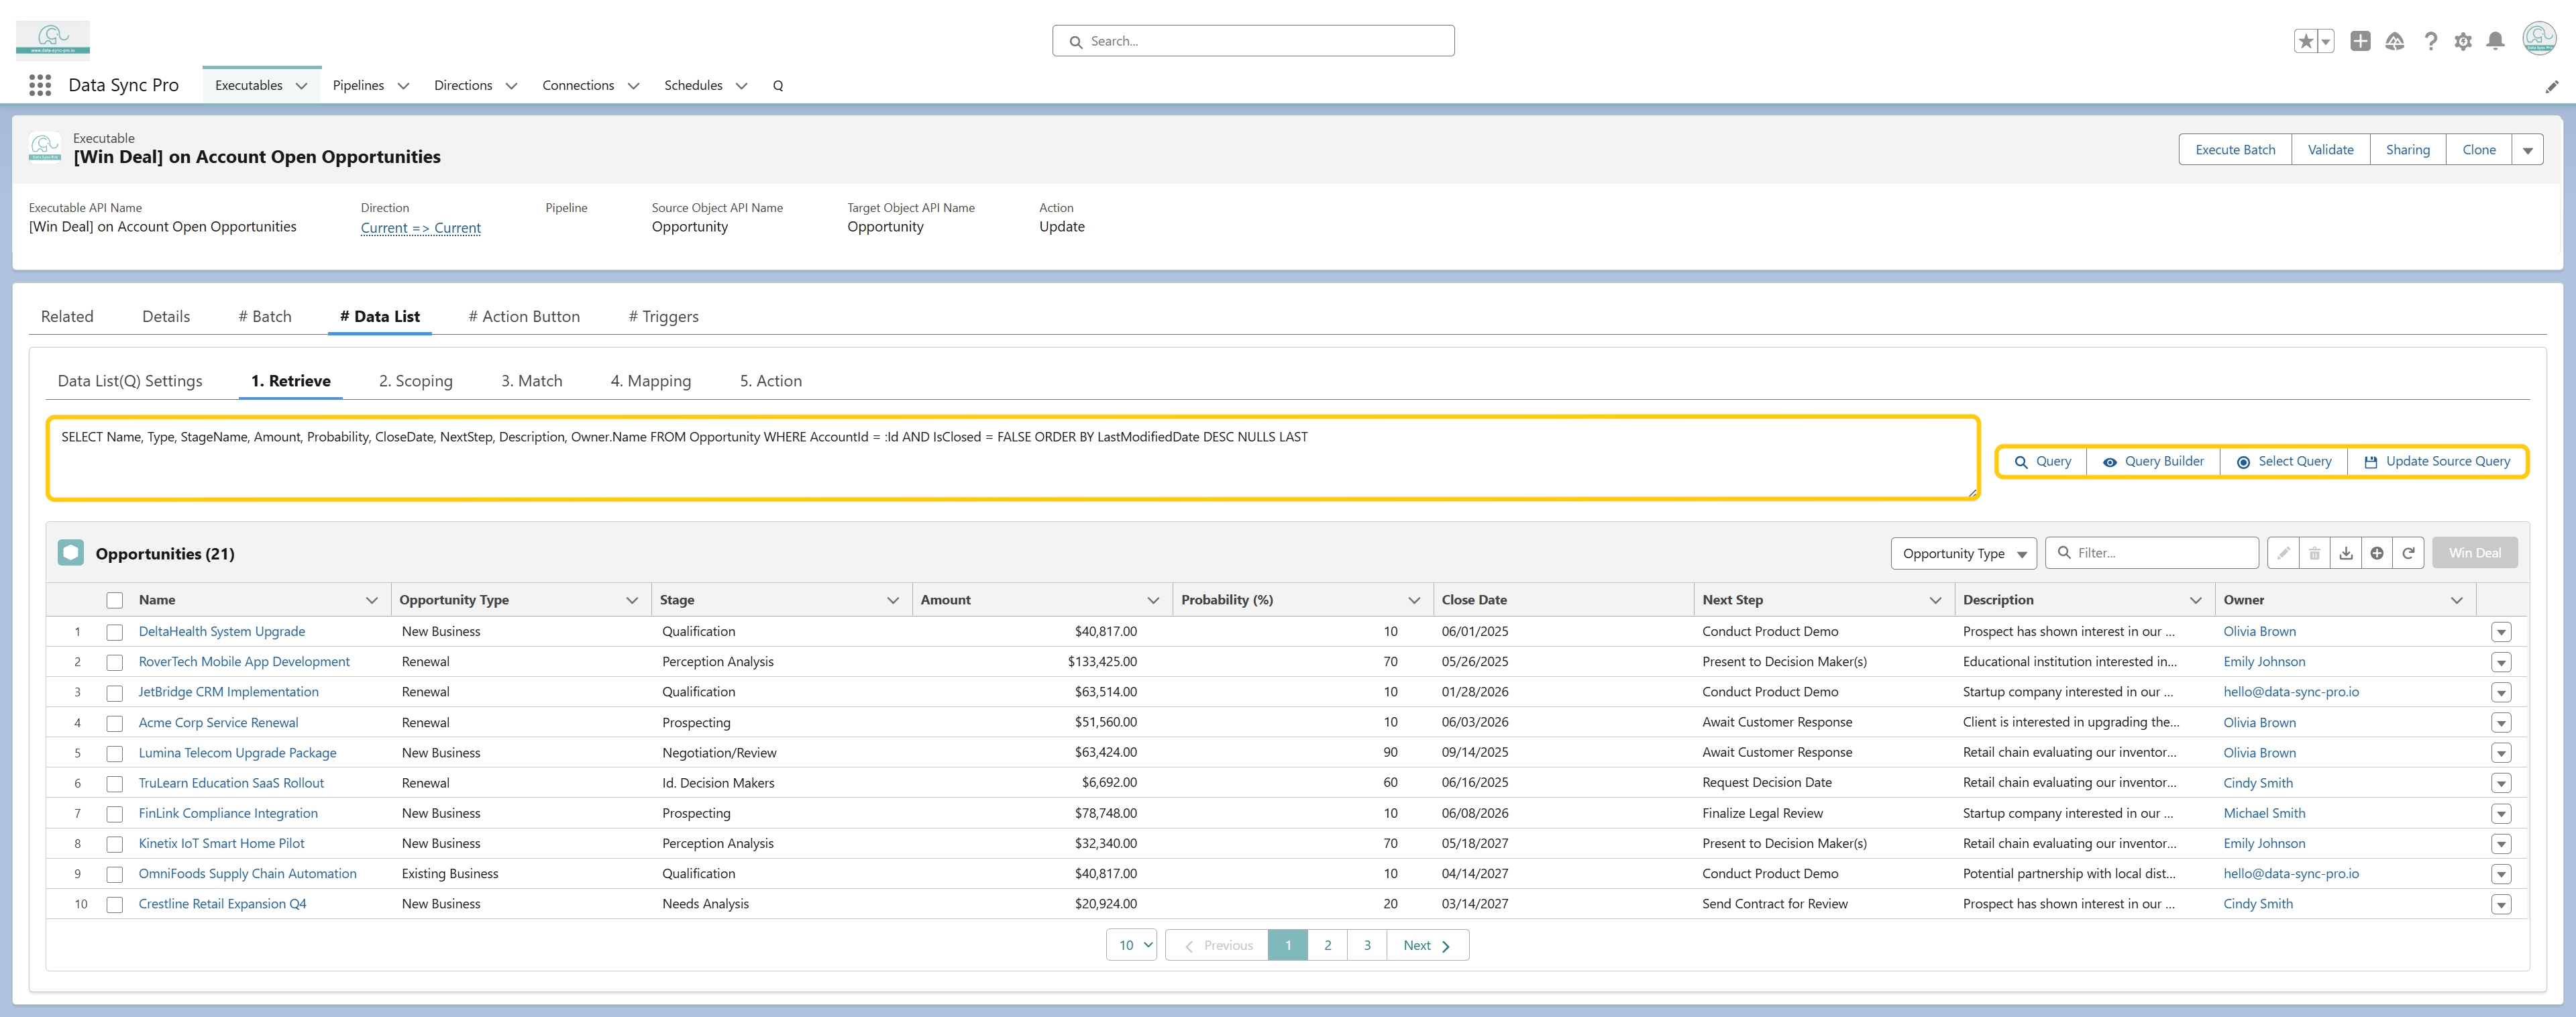 www.data-sync-pro.io
Search...
Data Sync Pro
Executables
Pipelines
Directions
Connections
Schedules
Q
Executable
[Win Deal] on Account Open Opportunities
Execute Batch
Validate
Sharing
Clone
Executable API Name
Direction
Pipeline
Source Object API Name
Target Object API Name
Action
[Win Deal] on Account Open Opportunities
Current => Current
Opportunity
Opportunity
Update
Related
Details
# Batch
# Data List
# Action Button
# Triggers
Data List(Q) Settings
1. Retrieve
2. Scoping
3. Match
4. Mapping
5. Action
SELECT Name, Type, StageName, Amount, Probability, CloseDate, NextStep, Description, Owner.Name FROM Opportunity WHERE AccountId = :Id AND IsClosed = FALSE ORDER BY LastModifiedDate DESC NULLS LAST
Query
Query Builder
Select Query
Update Source Query
Opportunities (21)
Opportunity Type
Filter...
Win Deal
Name Opportunity Type Stage Amount Probability (%) Close Date Next Step Description Owner
1 DeltaHealth System Upgrade New Business Qualification $40,817.00 10 06/01/2025 Conduct Product Demo Prospect has shown interest in our ... Olivia Brown
2 RoverTech Mobile App Development Renewal Perception Analysis $133,425.00 70 05/26/2025 Present to Decision Maker(s) Educational institution interested in... Emily Johnson
3 JetBridge CRM Implementation Renewal Qualification $63,514.00 10 01/28/2026 Conduct Product Demo Startup company interested in our ... hello@data-sync-pro.io
4 Acme Corp Service Renewal Renewal Prospecting $51,560.00 10 06/03/2026 Await Customer Response Client is interested in upgrading the... Olivia Brown
5 Lumina Telecom Upgrade Package New Business Negotiation/Review $63,424.00 90 09/14/2025 Await Customer Response Retail chain evaluating our inventor... Olivia Brown
6 TruLearn Education SaaS Rollout Renewal Id. Decision Makers $6,692.00 60 06/16/2025 Request Decision Date Retail chain evaluating our inventor... Cindy Smith
7 FinLink Compliance Integration New Business Prospecting $78,748.00 10 06/08/2026 Finalize Legal Review Startup company interested in our ... Michael Smith
8 Kinetix IoT Smart Home Pilot New Business Perception Analysis $32,340.00 70 05/18/2027 Present to Decision Maker(s) Retail chain evaluating our inventor... Emily Johnson
9 OmniFoods Supply Chain Automation Existing Business Qualification $40,817.00 10 04/14/2027 Conduct Product Demo Potential partnership with local dist... hello@data-sync-pro.io
10 Crestline Retail Expansion Q4 New Business Needs Analysis $20,924.00 20 03/14/2027 Send Contract for Review Prospect has shown interest in our ... Cindy Smith
10
Previous
1
2
3
Next